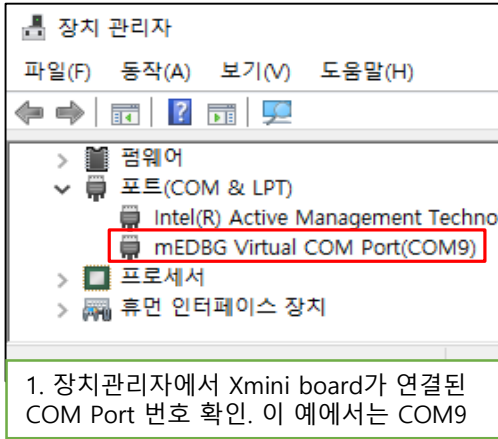 장치 관리자
파일(F) 동작(A) 보기(V) 도움말(H)
펌웨어
포트(COM & LPT)
Intel(R) Active Management Techno
mEDBG Virtual COM Port(COM9)
프로세서
휴먼 인터페이스 장치
1. 장치관리자에서 Xmini board가 연결된
COM Port 번호 확인. 이 예에서는 COM9